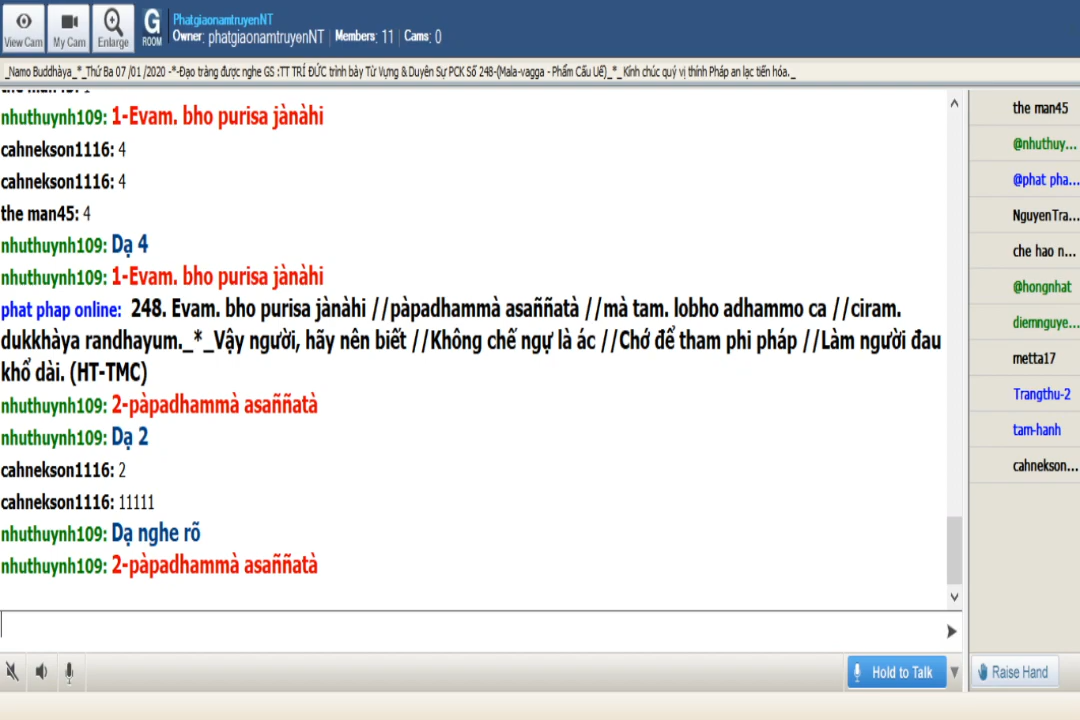 View Cam
My Cam
Enlarge
G
ROOM
PhatgiaonamtruyenNT
Owner: phatgiaonamtruyenNT | Members: 11 | Cams: 0
_Namo Buddhàya_*_Thứ Ba 07 /01 /2020 -*-Đạo tràng được nghe GS :TT TRÍ ĐỨC trình bày Từ Vựng & Duyên Sự PCK Số 248-(Mala-vagga - Phẩm Cấu Uế)_*_ Kính chúc quý vị thính Pháp an lạc tiến hóa._
nhuthuynh109: 1-Evam. bho purisa jànàhi
cahnekson1116: 4
cahnekson1116: 4
the man45: 4
nhuthuynh109: Dạ 4
nhuthuynh109: 1-Evam. bho purisa jànàhi
phat phap online: 248. Evam. bho purisa jànàhi //pàpadhammà asaññatà //mà tam. lobho adhammo ca //ciram.
dukkhàya randhayum._*_Vậy người, hãy nên biết //Không chế ngự là ác //Chớ để tham phi pháp //Làm người đau
khổ dài. (HT-TMC)
nhuthuynh109: 2-pàpadhammà asaññatà
nhuthuynh109: Dạ 2
cahnekson1116: 2
cahnekson1116: 11111
nhuthuynh109: Dạ nghe rõ
nhuthuynh109: 2-pàpadhammà asaññatà
the man45
@nhuthuy...
@phat pha...
NguyenTra...
che hao n...
@hongnhat
diemnguye...
metta17
Trangthu-2
tam-hanh
cahnekson...
Hold to Talk
Raise Hand